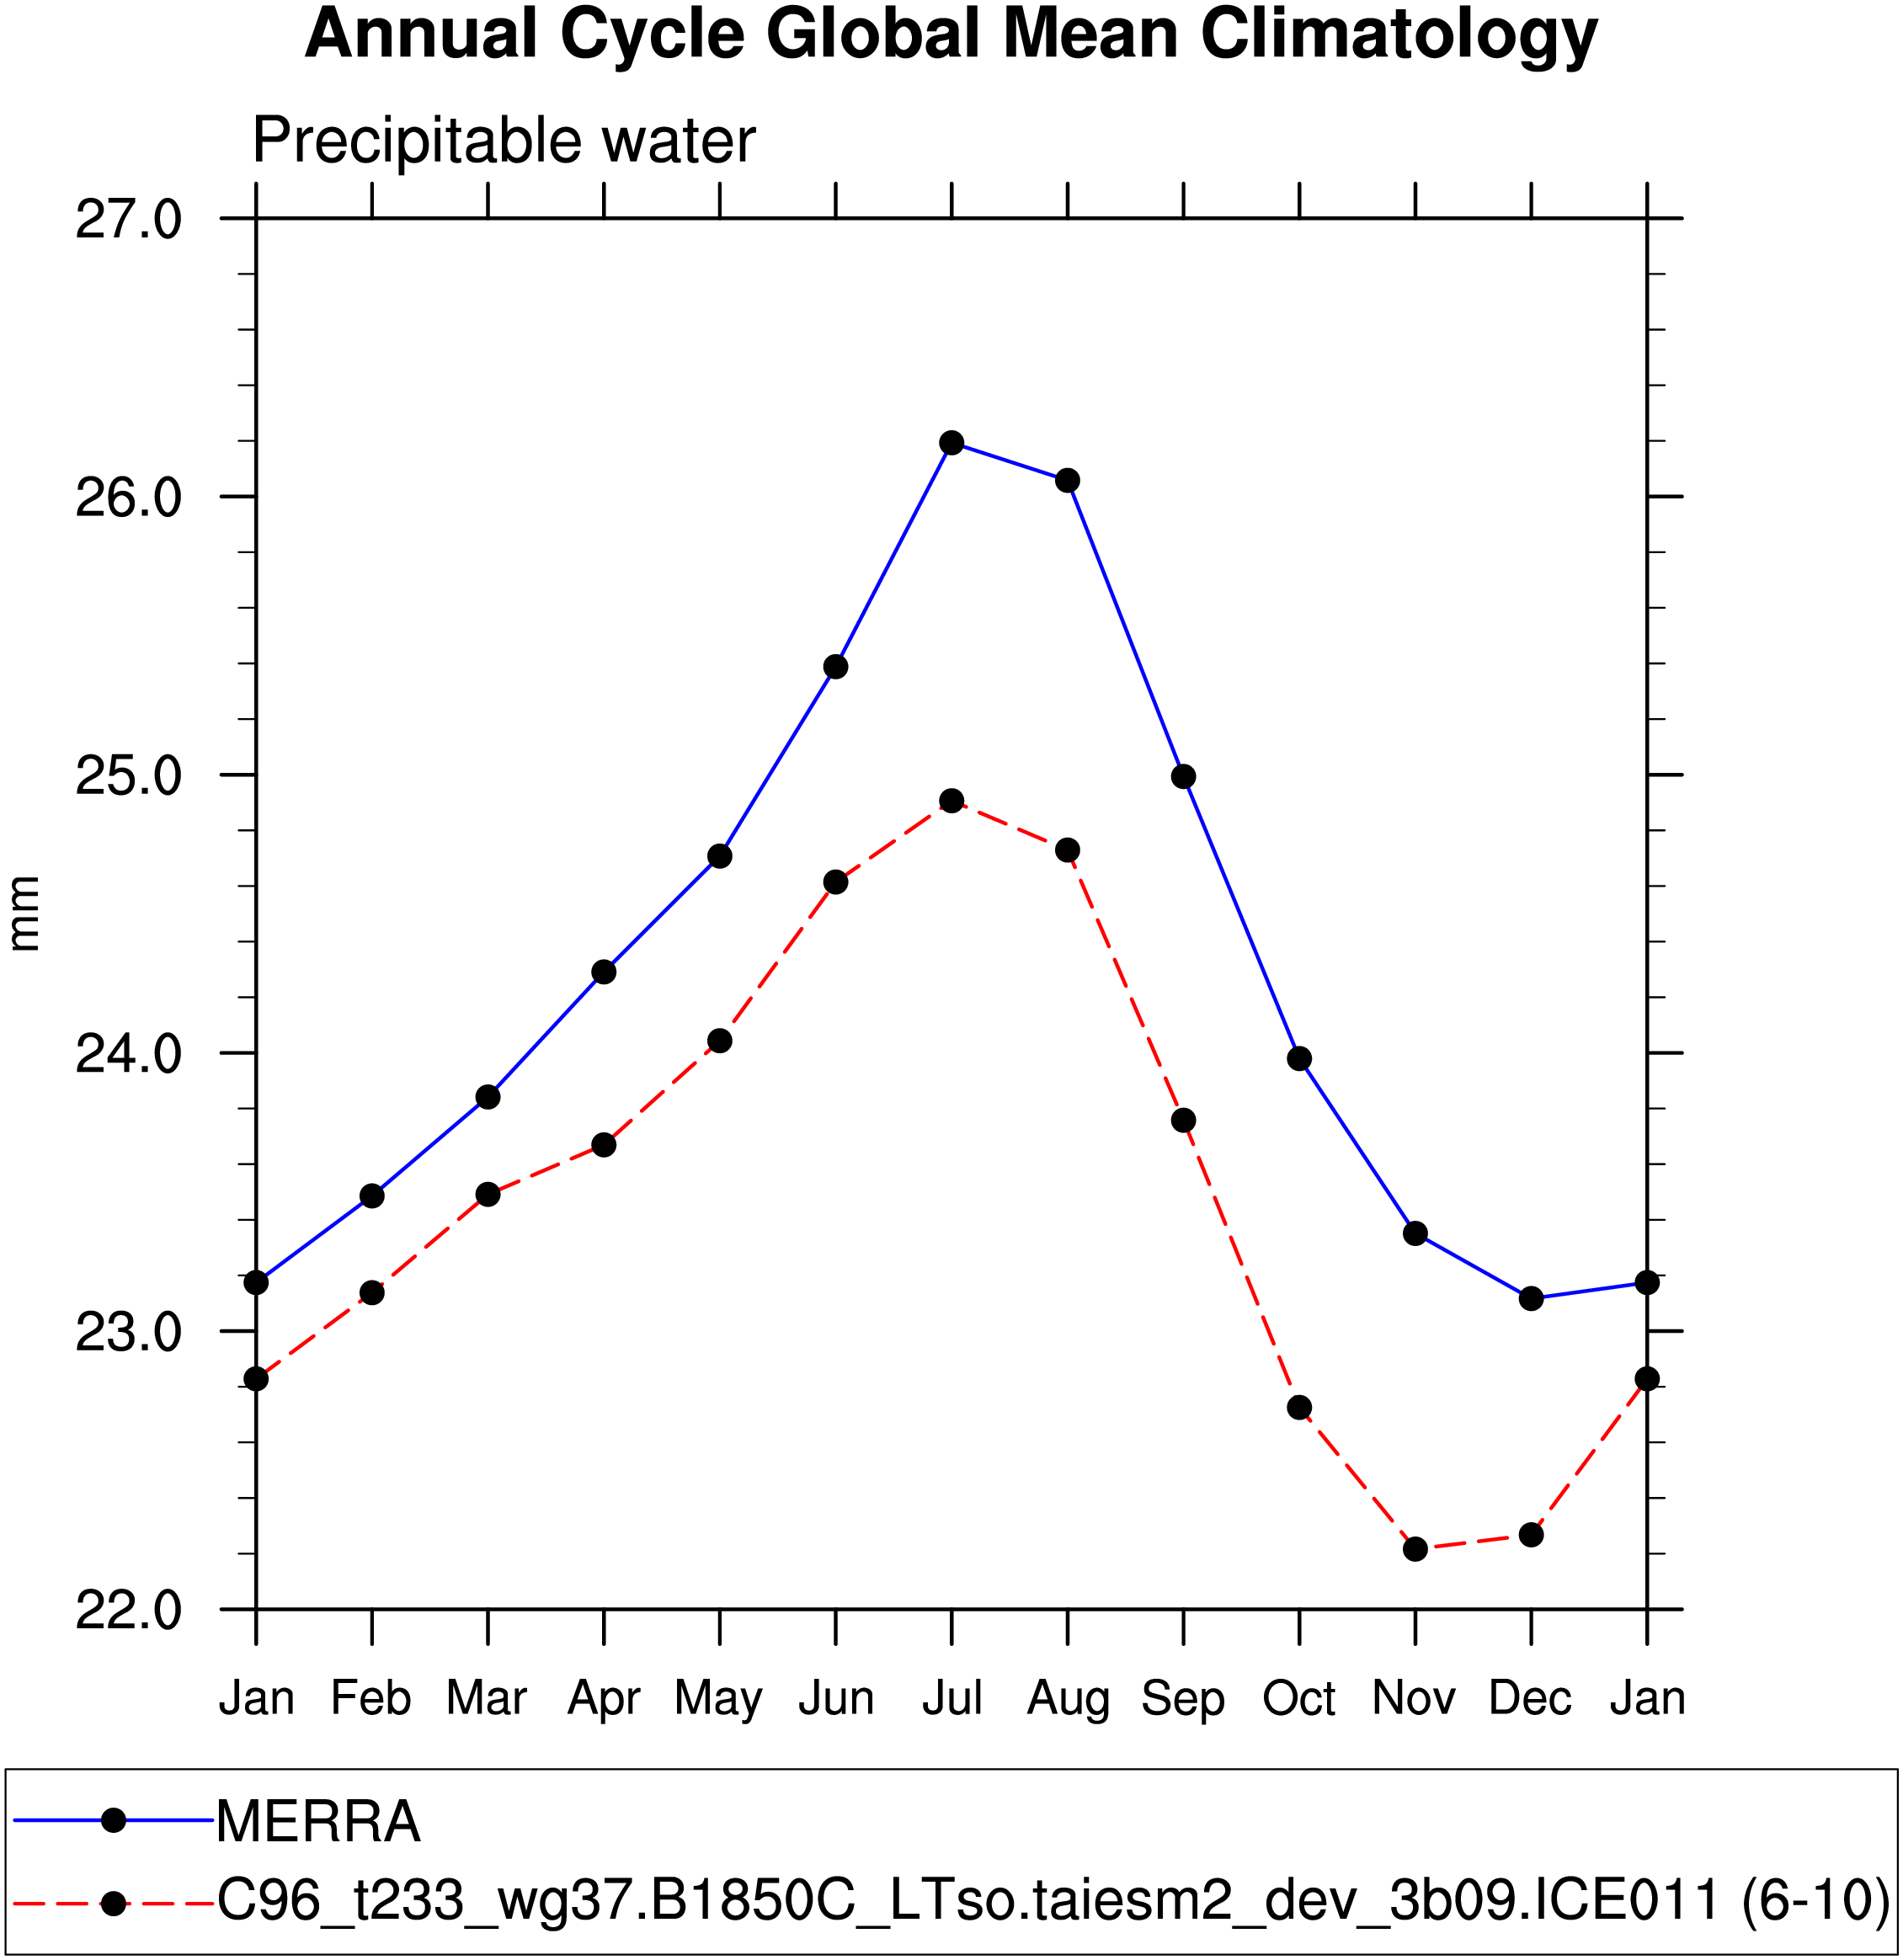 Annual Cycle Global Mean Climatology
Precipitable water
27.0
26.0
25.0
24.0
23.0
22.0
mm
Jan Feb Mar Apr May Jun Jul Aug Sep Oct Nov Dec Jan
MERRA
C96_t233_wg37.B1850C_LTso.taiesm2_dev_3b09.ICE011 (6-10)